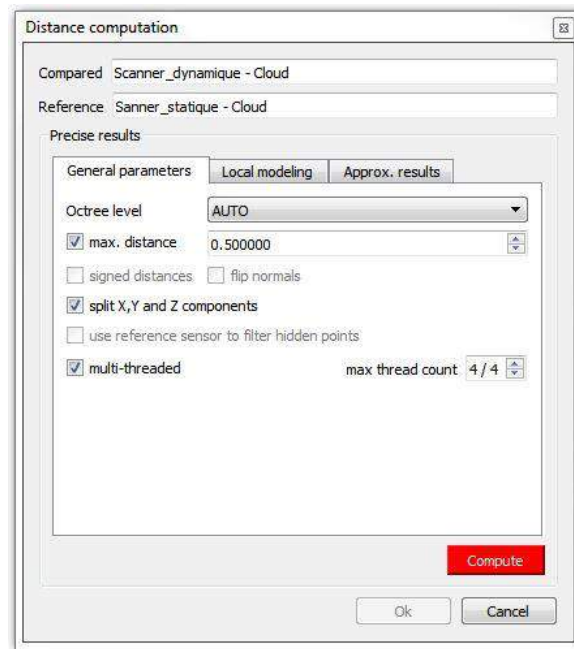 Distance computation
Compared Scanner_dynamique - Cloud
Reference Sanner_statique - Cloud
Precise results
General parameters Local modeling Approx. results
Octree level AUTO
max. distance 0.500000
signed distances flip normals
split X,Y and Z components
use reference sensor to filter hidden points
multi-threaded max thread count 4 / 4
Compute
Ok Cancel